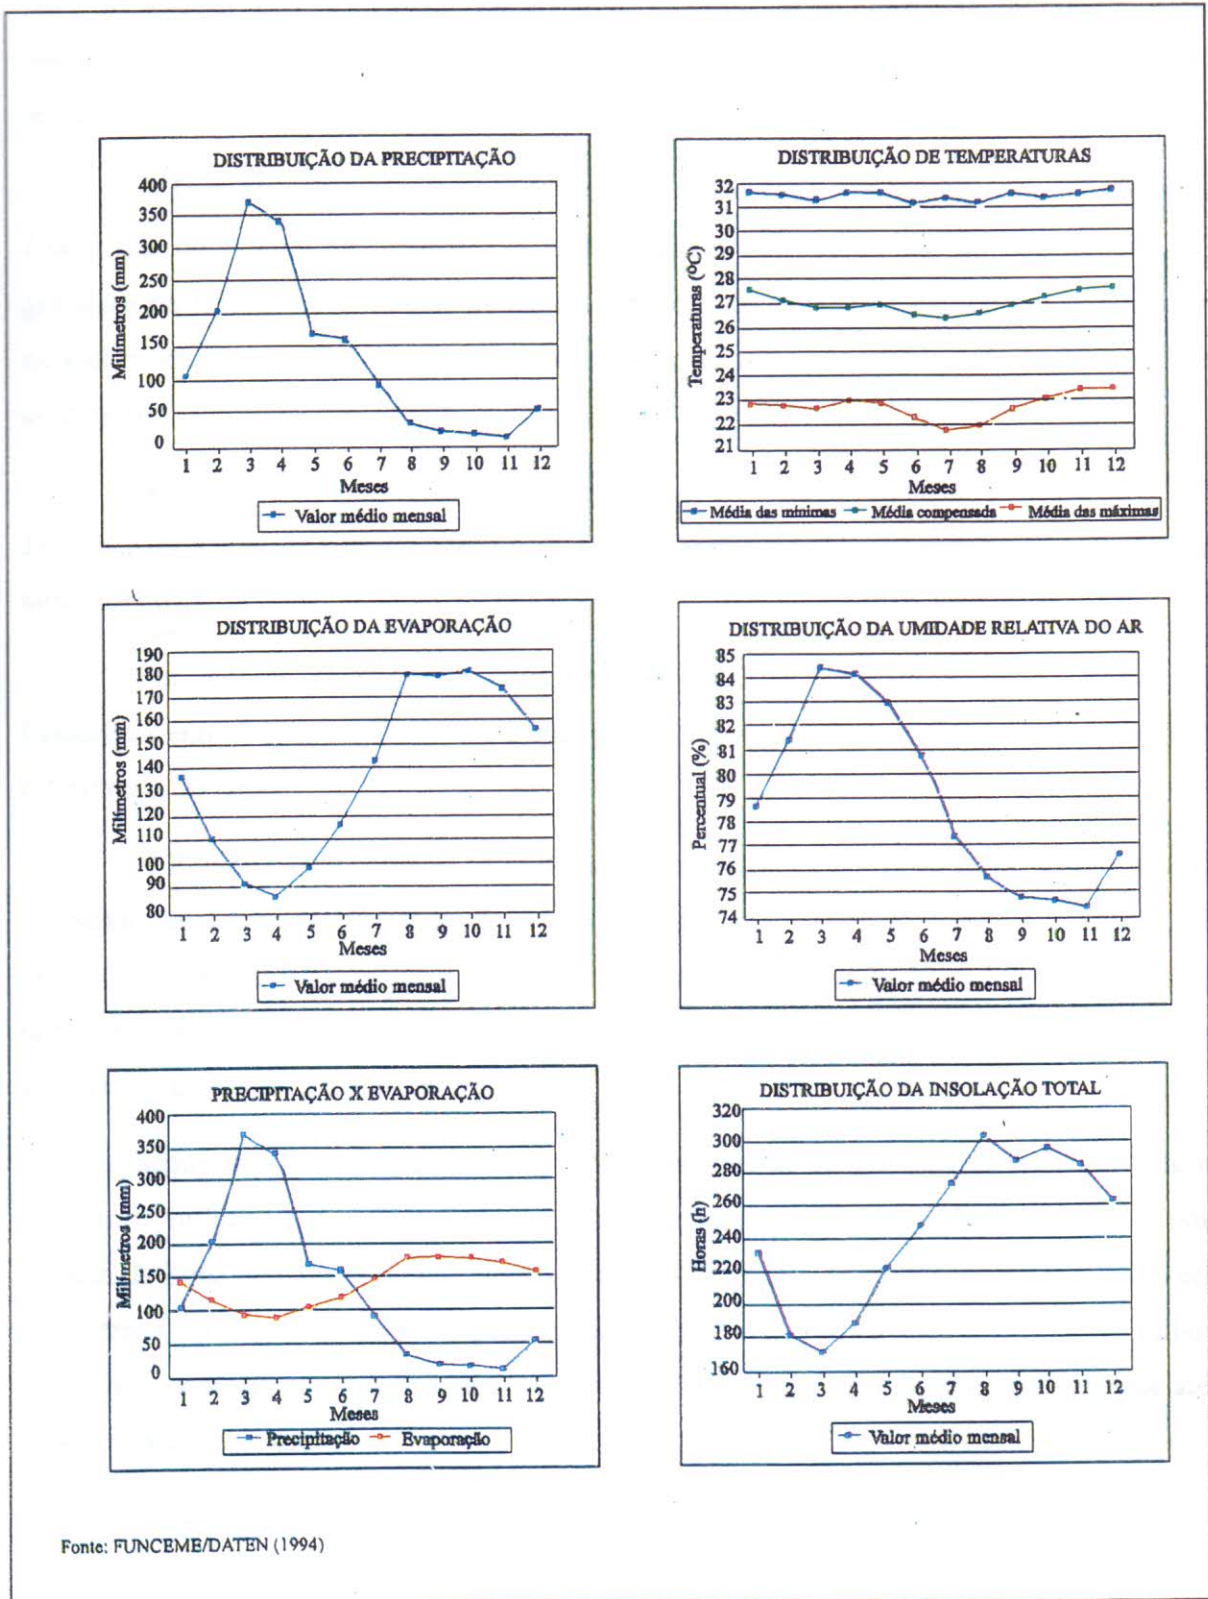 DISTRIBUIÇÃO DA PRECIPITAÇÃO
Milímetros (mm)
400
350
300
250
200
150
100
50
0
1 2 3 4 5 6 7 8 9 10 11 12
Meses
Valor médio mensal
DISTRIBUIÇÃO DE TEMPERATURAS
Temperaturas (ºC)
32
31
30
29
28
27
26
25
24
23
22
21
1 2 3 4 5 6 7 8 9 10 11 12
Meses
Média das mínimas Média compensada Média das máximas
DISTRIBUIÇÃO DA EVAPORAÇÃO
Milímetros (mm)
190
180
170
160
150
140
130
120
110
100
90
80
1 2 3 4 5 6 7 8 9 10 11 12
Meses
Valor médio mensal
DISTRIBUIÇÃO DA UMIDADE RELATIVA DO AR
Percentual (%)
85
84
83
82
81
80
79
78
77
76
75
74
1 2 3 4 5 6 7 8 9 10 11 12
Meses
Valor médio mensal
PRECIPITAÇÃO X EVAPORAÇÃO
Milímetros (mm)
400
350
300
250
200
150
100
50
0
1 2 3 4 5 6 7 8 9 10 11 12
Meses
Precipitação Evaporação
DISTRIBUIÇÃO DA INSOLAÇÃO TOTAL
Horas (h)
320
300
280
260
240
220
200
180
160
1 2 3 4 5 6 7 8 9 10 11 12
Meses
Valor médio mensal
Fonte: FUNCEME/DATEN (1994)